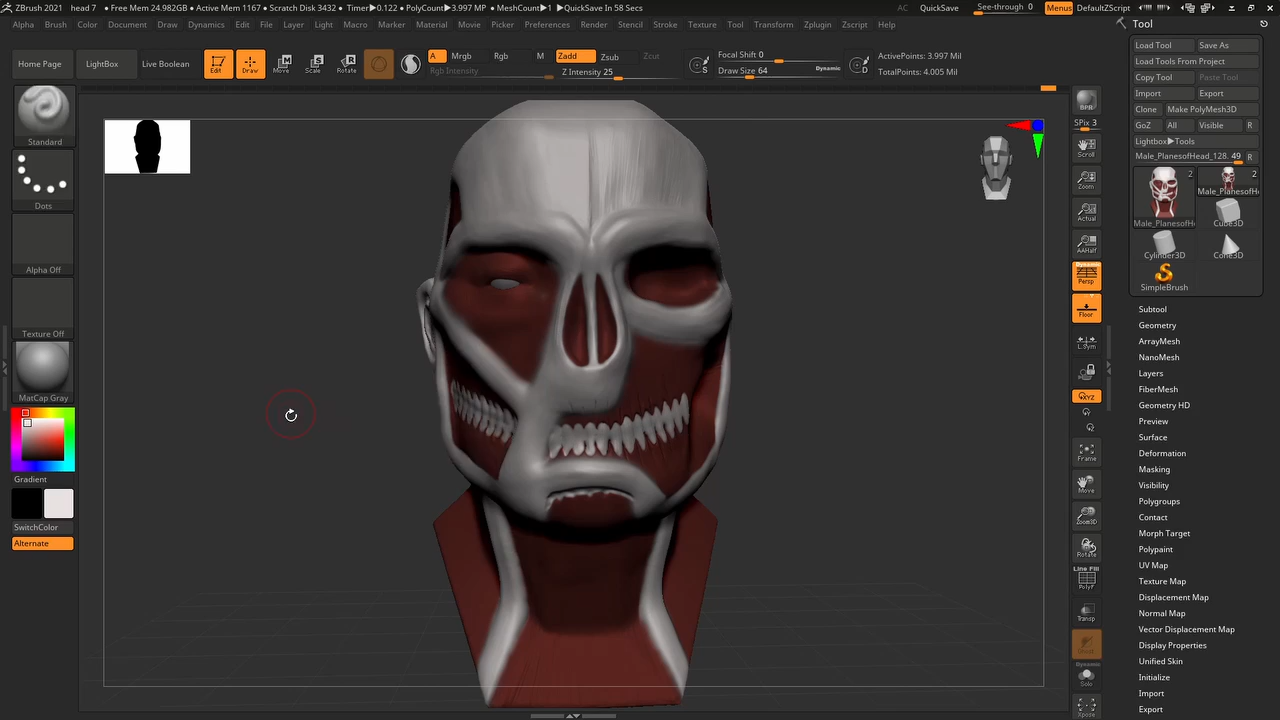 ZBrush 2021 head 7 • Free Mem 24.982GB • Active Mem 1167 • Scratch Disk 3432 • Timer▶0.122 • PolyCount▶3.997 MP • MeshCount▶1 ▶QuickSave In 58 Secs AC QuickSave See-through 0 Menus DefaultZScript
Alpha Brush Color Document Draw Dynamics Edit File Layer Light Macro Marker Material Movie Picker Preferences Render Stencil Stroke Texture Tool Transform Zplugin Zscript Help
Home Page LightBox Live Boolean Edit Draw Move Scale Rotate
A Mrgb Rgb M Zadd Zsub Zcut
Rgb Intensity Z Intensity 25
Focal Shift 0
Draw Size 64 Dynamic
S D
ActivePoints: 3.997 Mil
TotalPoints: 4.005 Mil
Standard
Dots
Alpha Off
Texture Off
MatCap Gray
Gradient
SwitchColor
Alternate
BPR
SPix 3
Scroll
Zoom
Actual
AAHalf
Dynamic
Persp
Floor
L.Sym
XYZ
Frame
Move
Zoom3D
Rotate
Line Fill
PolyF
Transp
Dynamic
Solo
Xpose
Tool
Load Tool Save As
Load Tools From Project
Copy Tool Paste Tool
Import Export
Clone Make PolyMesh3D
GoZ All Visible R
Lightbox▶Tools
Male_PlanesofHead_128. 49 R
2 2
Male_PlanesofH
Male_PlanesofH Cube3D
Cylinder3D Cone3D
SimpleBrush
Subtool
Geometry
ArrayMesh
NanoMesh
Layers
FiberMesh
Geometry HD
Preview
Surface
Deformation
Masking
Visibility
Polygroups
Contact
Morph Target
Polypaint
UV Map
Texture Map
Displacement Map
Normal Map
Vector Displacement Map
Display Properties
Unified Skin
Initialize
Import
Export